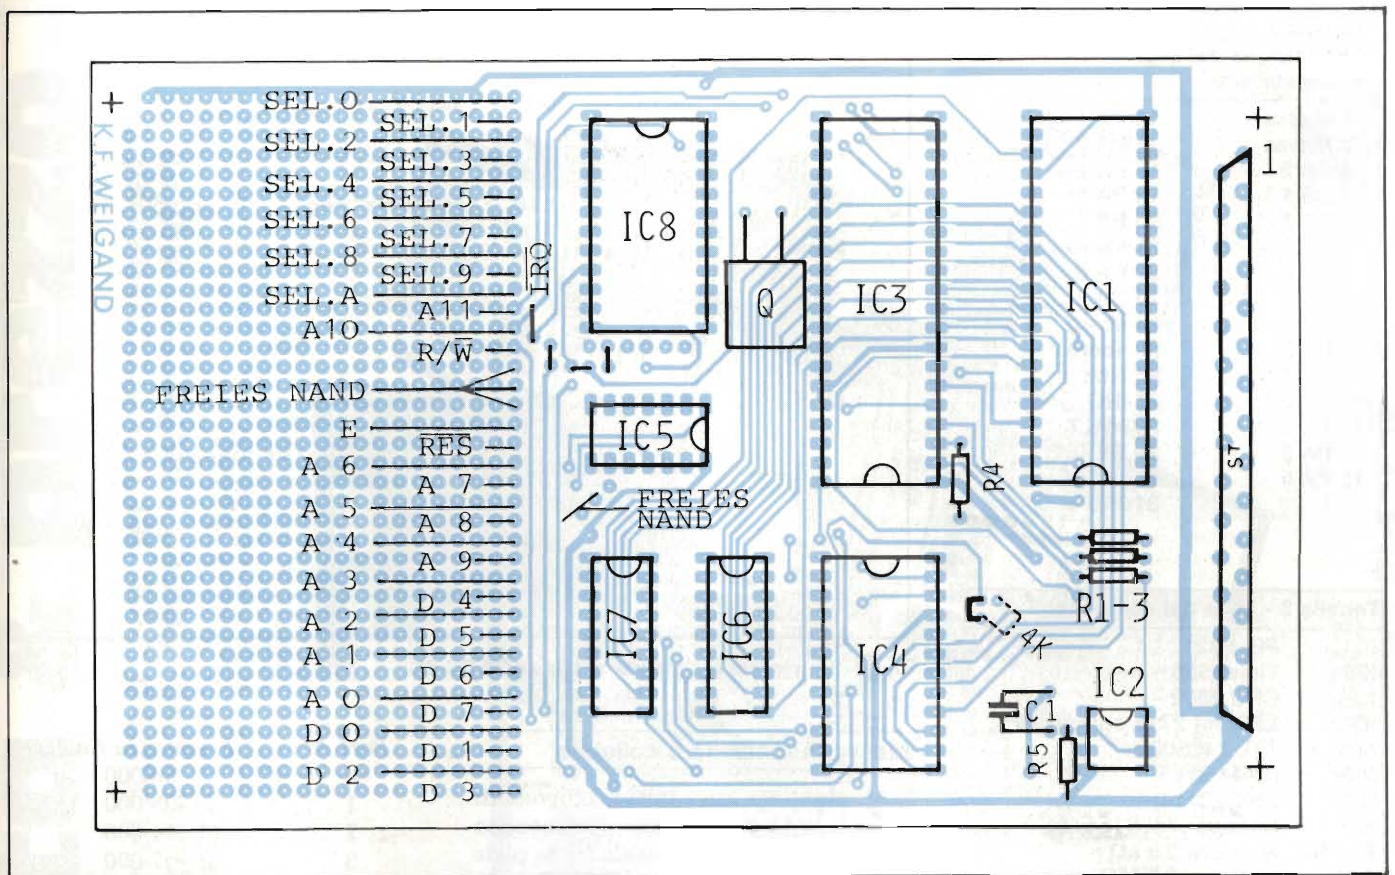 SEL.0
SEL.1
SEL.2
SEL.3
SEL.4
SEL.5
SEL.6
SEL.7
SEL.8
SEL.9
SEL.A
A11
A10
R/W̅
FREIES NAND
E
R̅E̅S̅
A 6
A 7
A 5
A 8
A 4
A 9
A 3
D 4
A 2
D 5
A 1
D 6
A 0
D 7
D 0
D 1
D 2
D 3
K.F. WEIGAND
I̅R̅Q̅
IC8
Q
IC3
IC1
1
ST
IC5
FREIES
NAND
R4
IC7
IC6
IC4
R1-3
4K
IC2
C1
R5